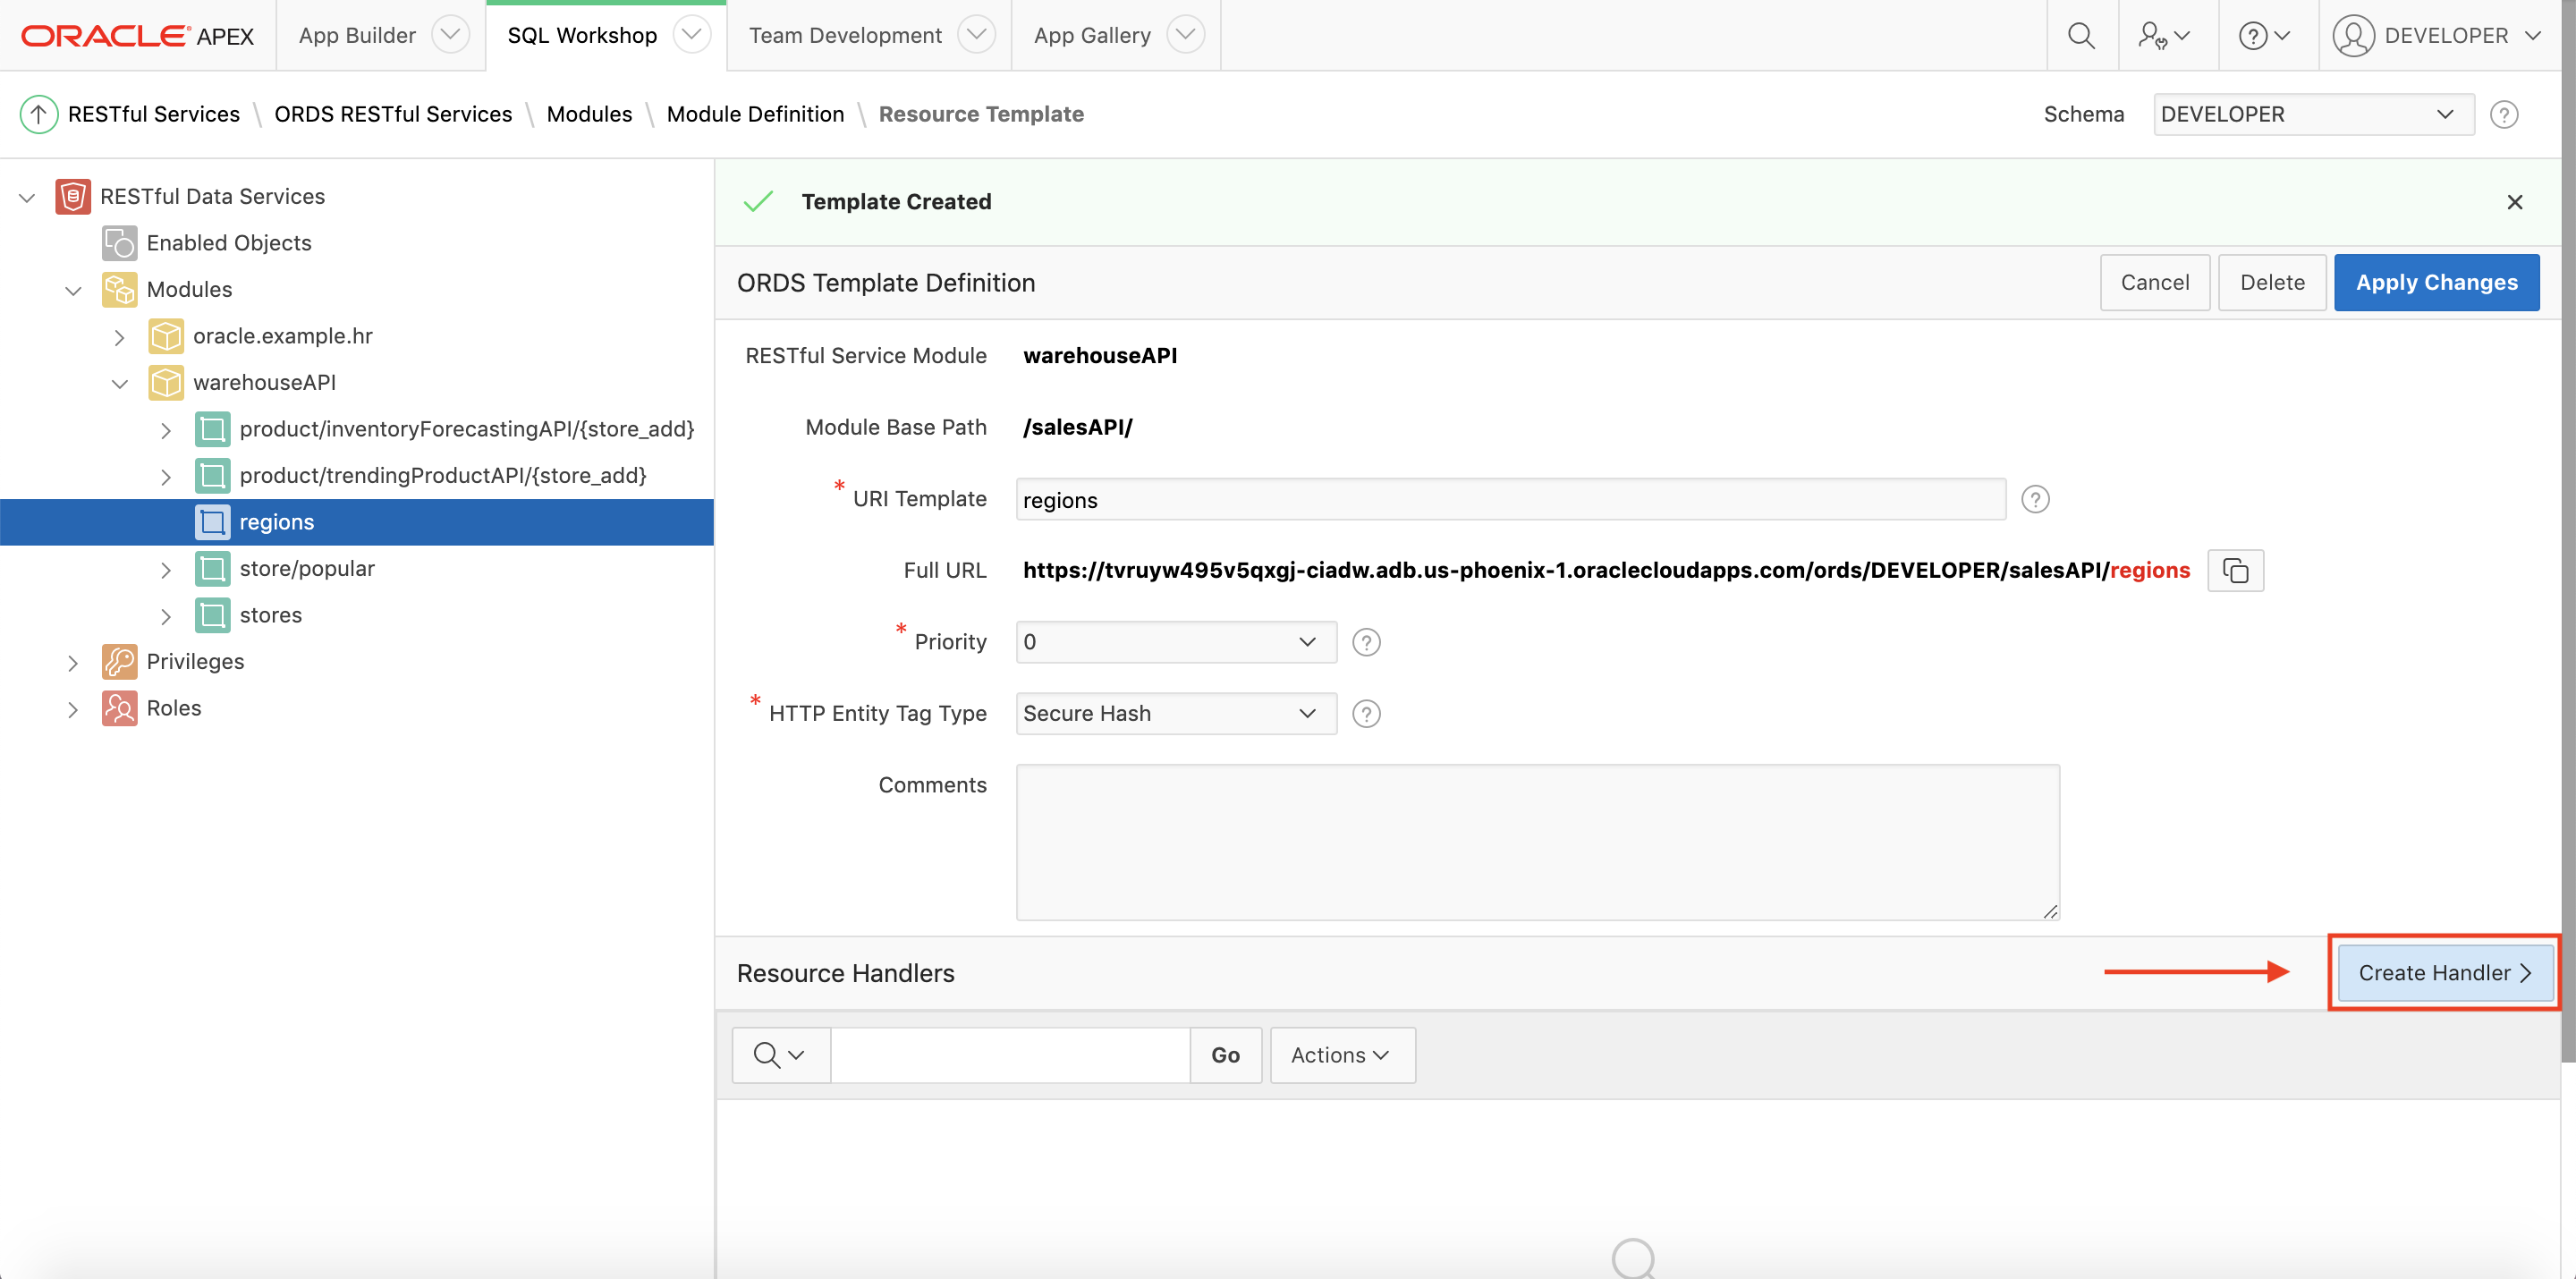 ORACLE APEX App Builder SQL Workshop Team Development App Gallery DEVELOPER
RESTful Services \ ORDS RESTful Services \ Modules \ Module Definition \ Resource Template Schema DEVELOPER
RESTful Data Services
Enabled Objects
Modules
oracle.example.hr
warehouseAPI
product/inventoryForecastingAPI/{store_add}
product/trendingProductAPI/{store_add}
regions
store/popular
stores
Privileges
Roles
Template Created
ORDS Template Definition Cancel Delete Apply Changes
RESTful Service Module warehouseAPI
Module Base Path /salesAPI/
* URI Template regions
Full URL https://tvruyw495v5qxgj-ciadw.adb.us-phoenix-1.oraclecloudapps.com/ords/DEVELOPER/salesAPI/regions
* Priority 0
* HTTP Entity Tag Type Secure Hash
Comments
Resource Handlers Create Handler >
Go Actions